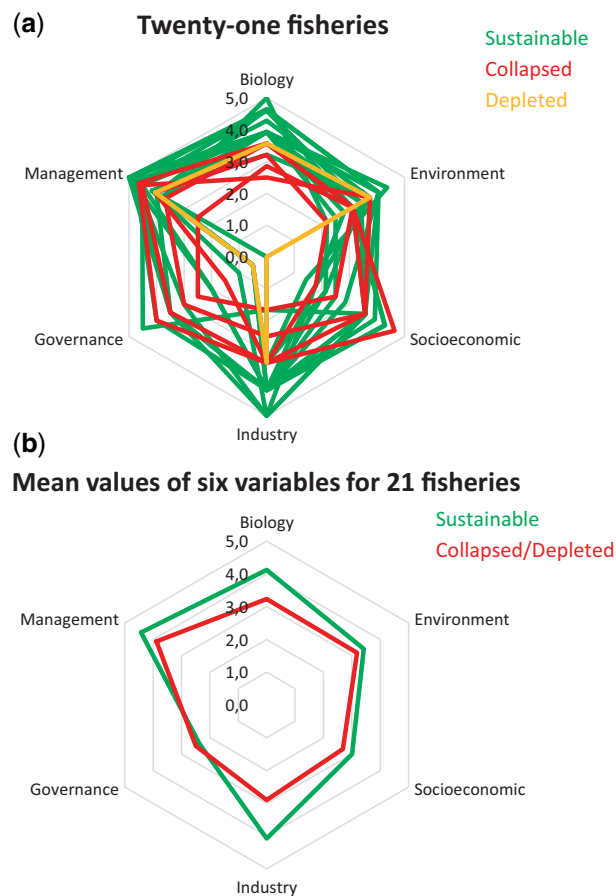 (a)
Twenty-one fisheries
Sustainable
Collapsed
Depleted
Biology
5,0
4,0
3,0
2,0
1,0
0,0
Management
Environment
Governance
Socioeconomic
Industry
(b)
Mean values of six variables for 21 fisheries
Sustainable
Collapsed/Depleted
Biology
5,0
4,0
3,0
2,0
1,0
0,0
Management
Environment
Governance
Socioeconomic
Industry